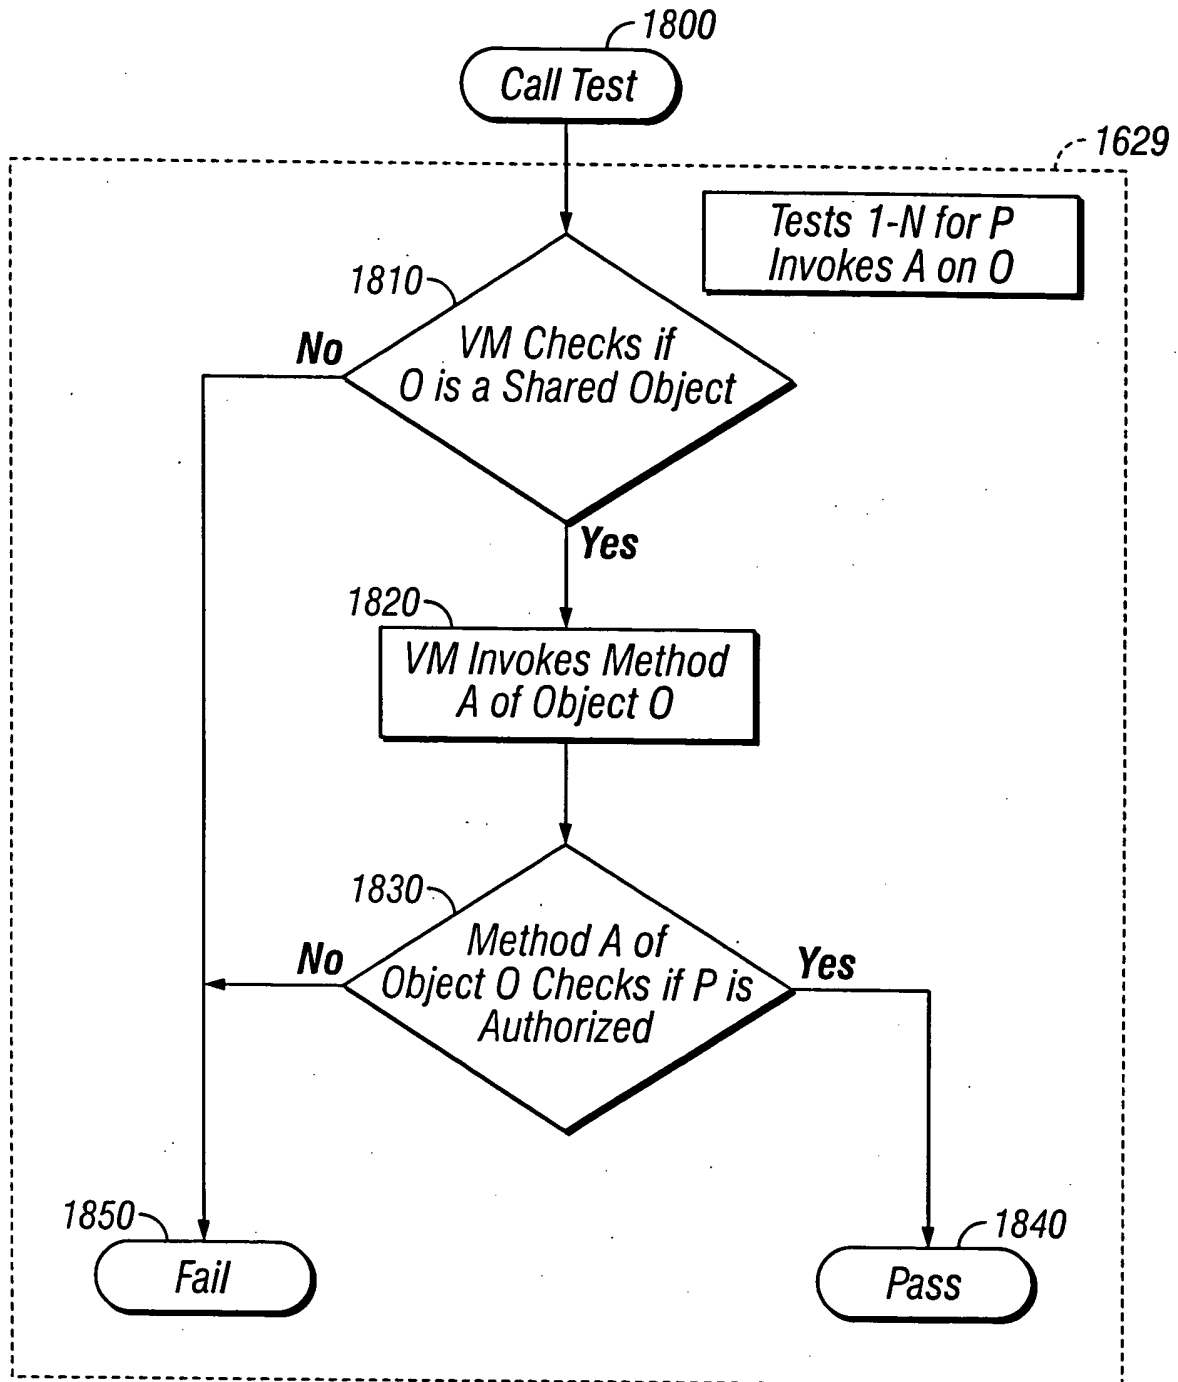 1800
Call Test
1629
Tests 1-N for P
Invokes A on O
1810
No
VM Checks if
O is a Shared Object
Yes
1820
VM Invokes Method
A of Object O
1830
No
Method A of
Object O Checks if P is
Authorized
Yes
1850
Fail
1840
Pass